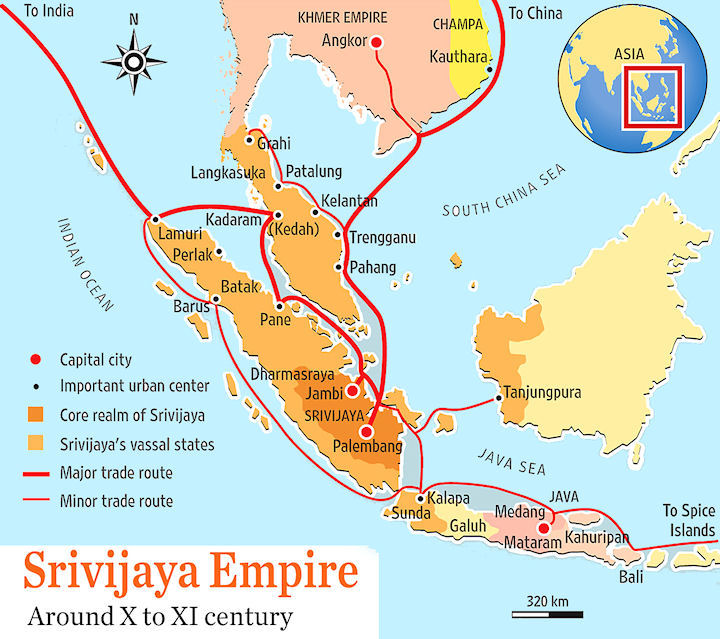 To India
N
KHMER EMPIRE
Angkor
CHAMPA
Kauthara
To China
ASIA
Grahi
Langkasuka
Patalung
Kelantan
SOUTH CHINA SEA
Kadaram
(Kedah)
Trengganu
Pahang
INDIAN OCEAN
Lamuri
Perlak
Batak
Barus
Pane
Dharmasraya
Jambi
SRIVIJAYA
Palembang
Tanjungpura
JAVA SEA
Capital city
Important urban center
Core realm of Srivijaya
Srivijaya's vassal states
Major trade route
Minor trade route
Kalapa
Sunda
Galuh
JAVA
Medang
Mataram
Kahuripan
Bali
To Spice
Islands
320 km
Srivijaya Empire
Around X to XI century